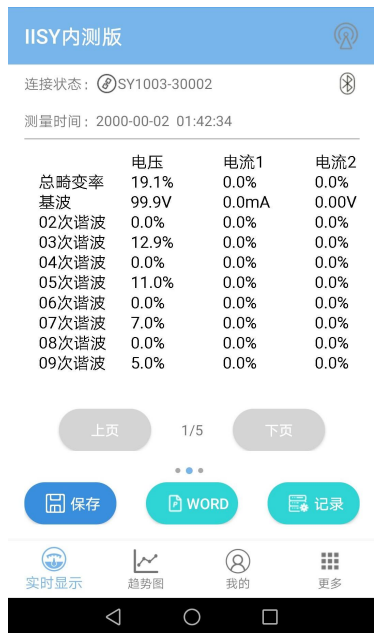 IISY内测版
连接状态：SY1003-30002
测量时间：2000-00-02 01:42:34
电压 电流1 电流2
总畸变率 19.1% 0.0% 0.0%
基波 99.9V 0.0mA 0.00V
02次谐波 0.0% 0.0% 0.0%
03次谐波 12.9% 0.0% 0.0%
04次谐波 0.0% 0.0% 0.0%
05次谐波 11.0% 0.0% 0.0%
06次谐波 0.0% 0.0% 0.0%
07次谐波 7.0% 0.0% 0.0%
08次谐波 0.0% 0.0% 0.0%
09次谐波 5.0% 0.0% 0.0%
上页 1/5 下页
保存 WORD 记录
实时显示 趋势图 我的 更多